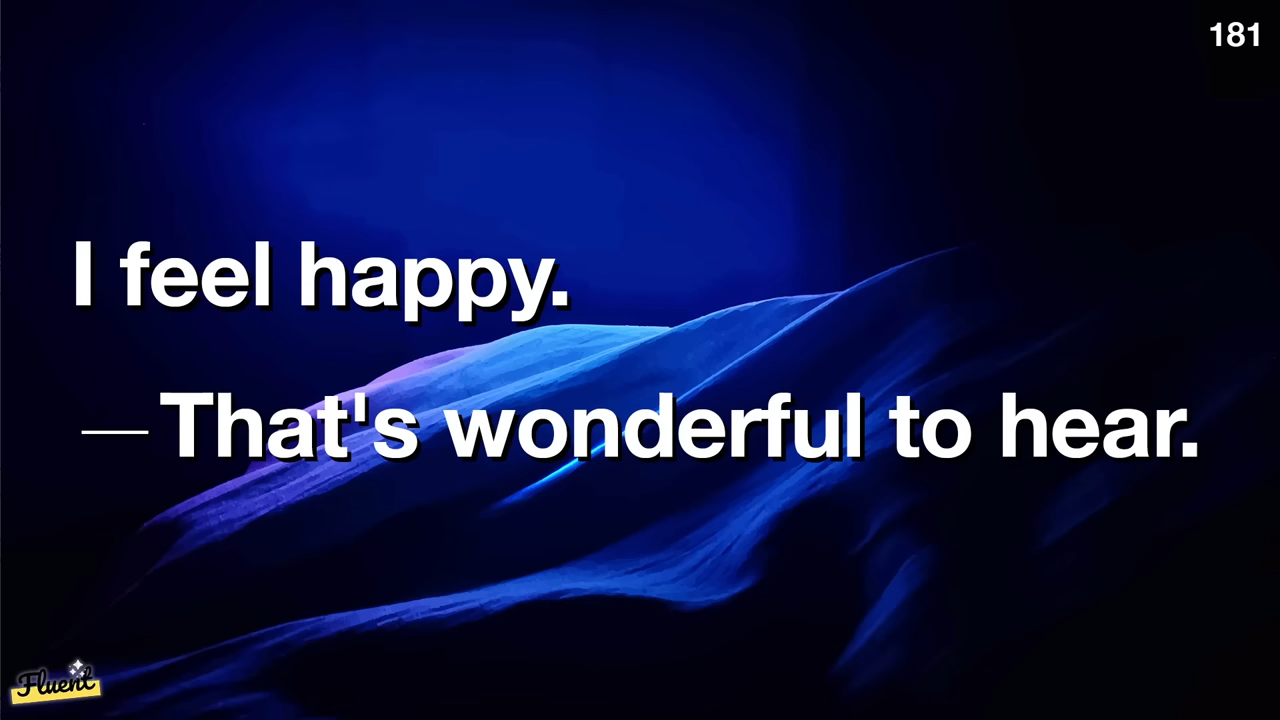 181
I feel happy.
— That's wonderful to hear.
Fluent